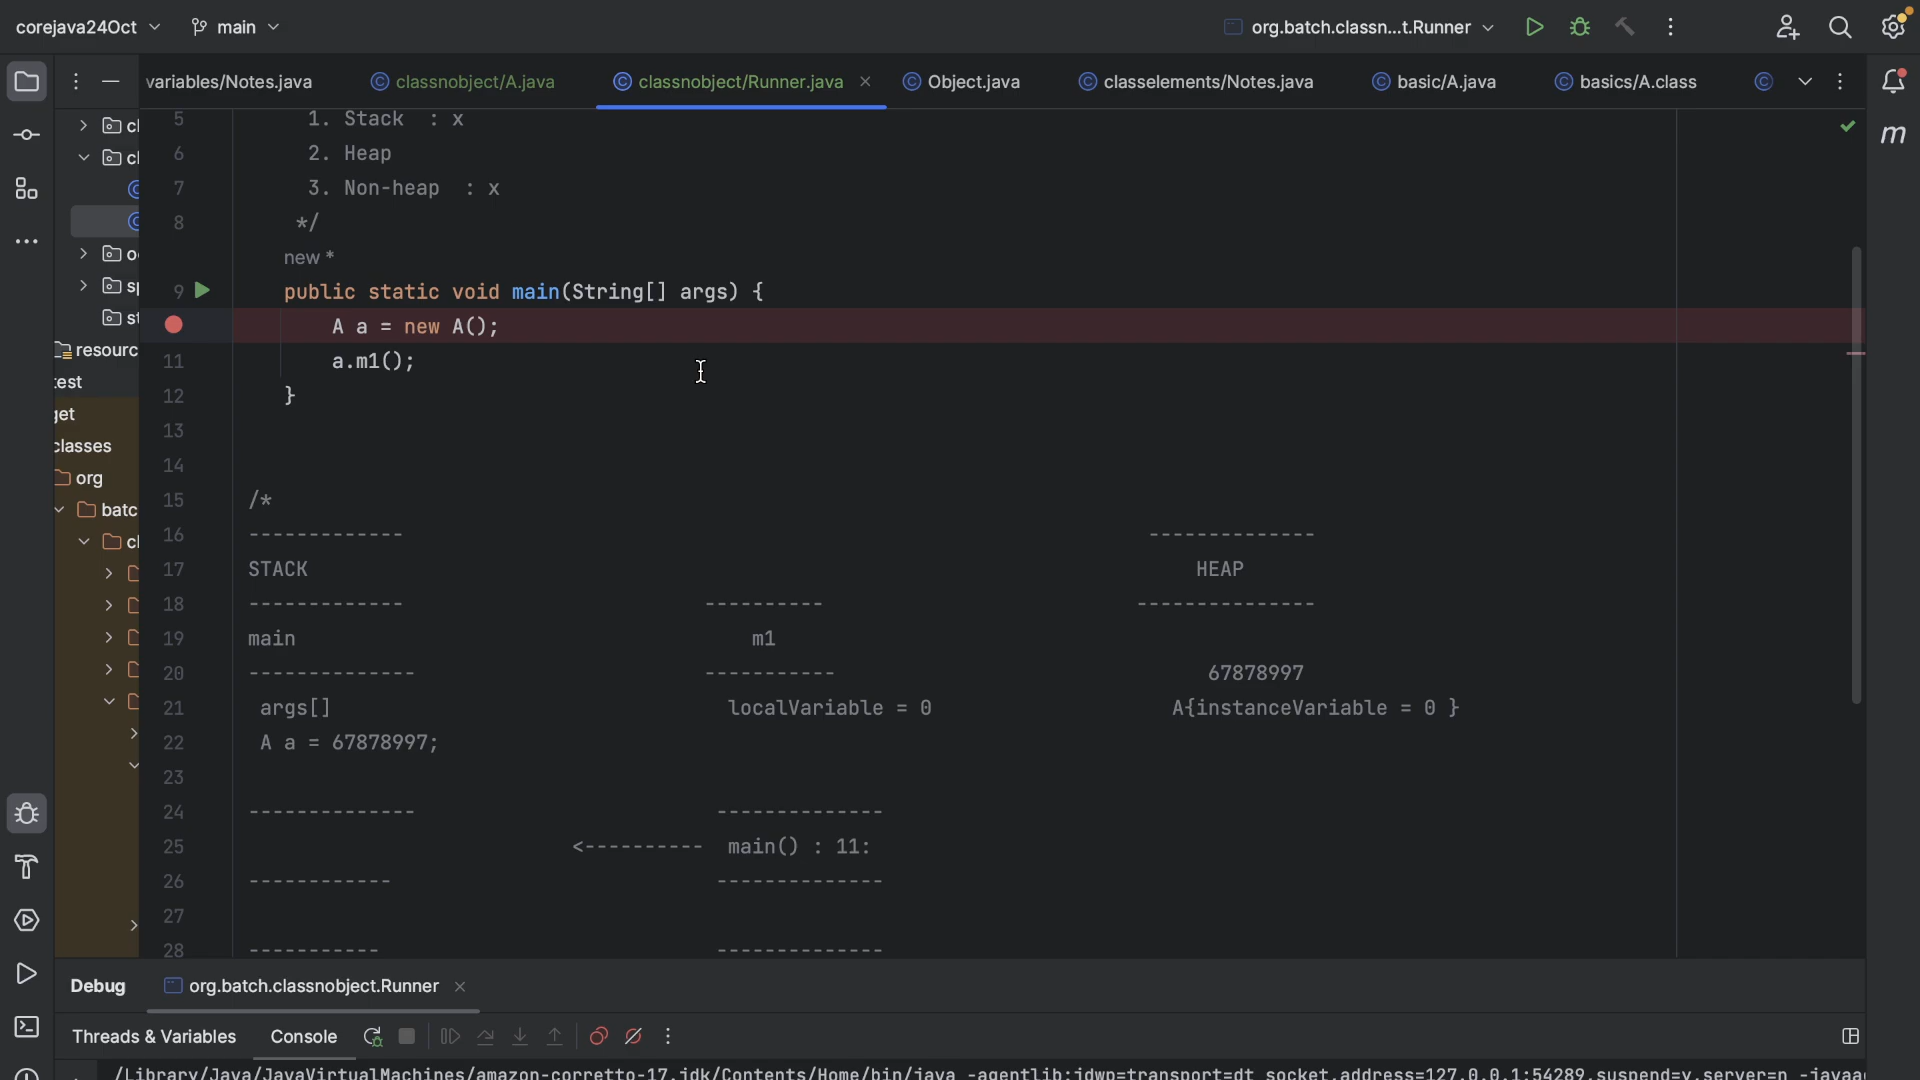 corejava24Oct main org.batch.classn...t.Runner
variables/Notes.java classnobject/A.java classnobject/Runner.java Object.java classelements/Notes.java basic/A.java basics/A.class
5 1. Stack : x
6 2. Heap
7 3. Non-heap : x
8 */
new *
9 public static void main(String[] args) {
A a = new A();
11 a.m1();
12 }
13
14
15 /*
16 ------------- --------------
17 STACK HEAP
18 ------------- ---------- ---------------
19 main m1
20 -------------- ----------- 67878997
21 args[] localVariable = 0 A{instanceVariable = 0 }
22 A a = 67878997;
23
24 -------------- --------------
25 <---------- main() : 11:
26 ------------ --------------
27
28 ----------- --------------
resourc
test
get
classes
org
batc
Debug org.batch.classnobject.Runner
Threads & Variables Console
/Library/Java/JavaVirtualMachines/amazon-corretto-17.jdk/Contents/Home/bin/java -agentlib:jdwp=transport=dt_socket,address=127.0.0.1:54289,suspend=y,server=n -javaag